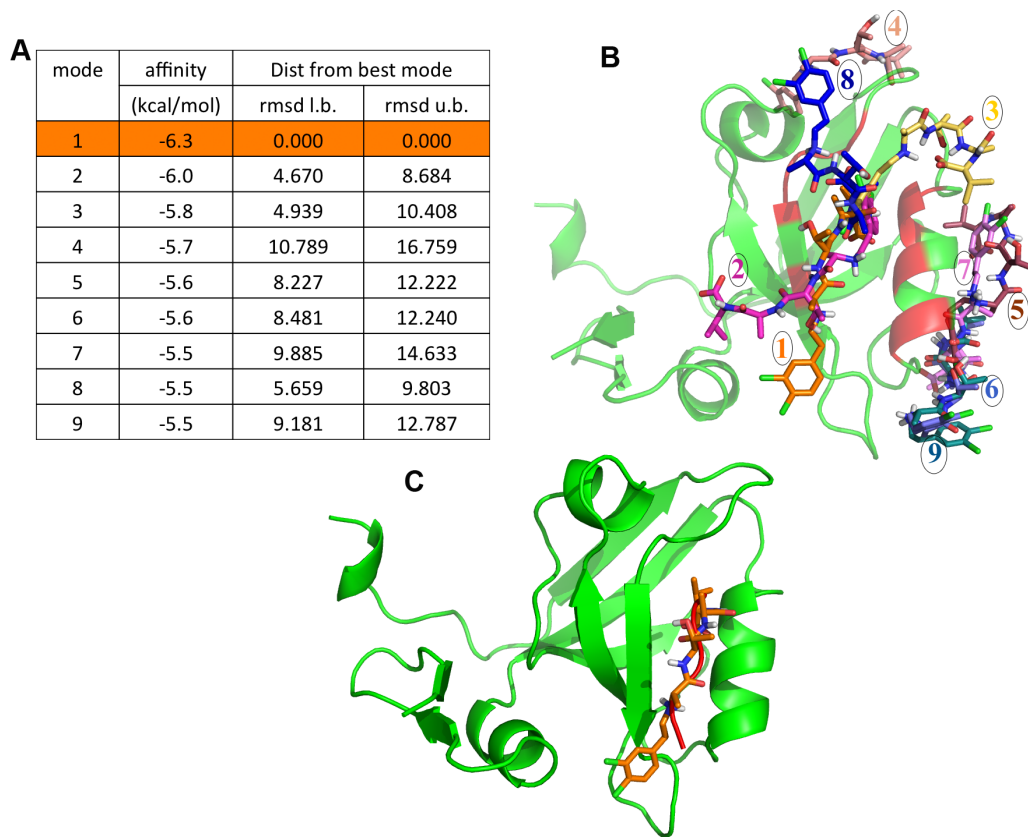 A
mode affinity Dist from best mode
(kcal/mol) rmsd l.b. rmsd u.b.
1 -6.3 0.000 0.000
2 -6.0 4.670 8.684
3 -5.8 4.939 10.408
4 -5.7 10.789 16.759
5 -5.6 8.227 12.222
6 -5.6 8.481 12.240
7 -5.5 9.885 14.633
8 -5.5 5.659 9.803
9 -5.5 9.181 12.787
B
4
8
3
2
7
5
1
6
9
C